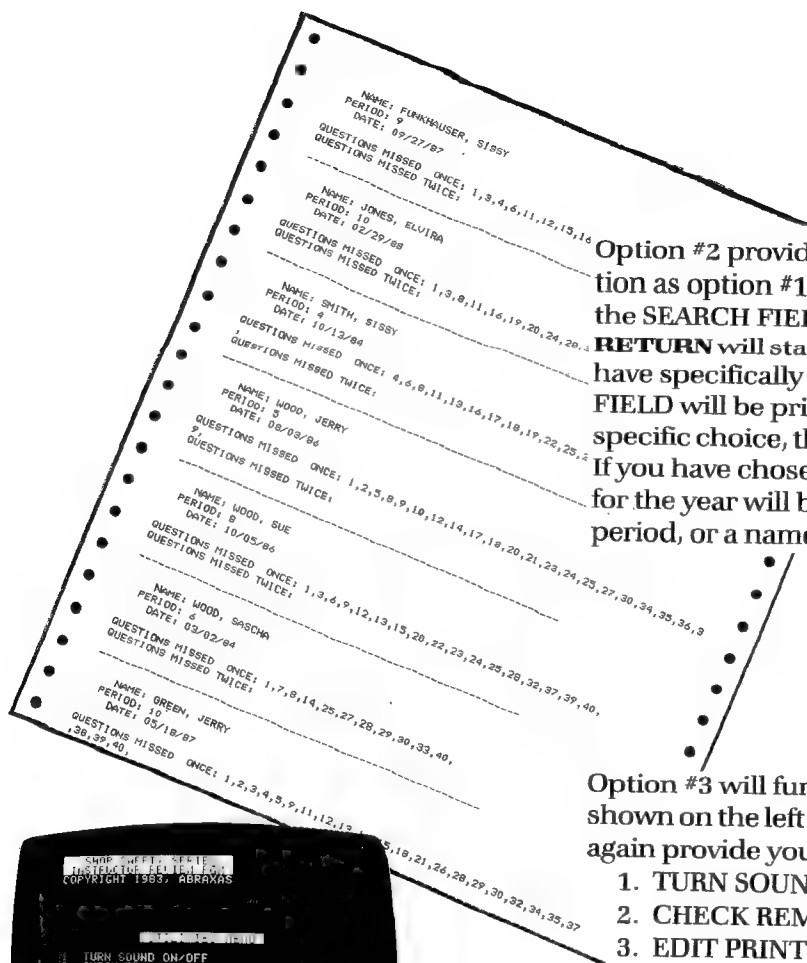 NAME: FUNKHAUSER, SISSY
PERIOD: 9
DATE: 09/27/87
QUESTIONS MISSED ONCE: 1,3,4,6,11,12,15,16
QUESTIONS MISSED TWICE:
NAME: JONES, ELVIRA
PERIOD: 10
DATE: 02/29/88
QUESTIONS MISSED ONCE: 1,3,8,11,16,19,20,24,28,
QUESTIONS MISSED TWICE:
NAME: SMITH, SISSY
PERIOD: 4
DATE: 10/13/84
QUESTIONS MISSED ONCE: 4,6,8,11,13,16,17,18,19,22,25,2
,
QUESTIONS MISSED TWICE:
NAME: WOOD, JERRY
PERIOD: 5
DATE: 08/03/86
QUESTIONS MISSED ONCE: 1,2,5,8,9,10,12,14,17,18,20,21,23,24,25,27,30,34,35,36,3
9,
QUESTIONS MISSED TWICE:
NAME: WOOD, SUE
PERIOD: 8
DATE: 10/05/86
QUESTIONS MISSED ONCE: 1,3,6,9,12,13,15,20,22,23,24,25,28,32,37,39,40,
QUESTIONS MISSED TWICE:
NAME: WOOD, SASCHA
PERIOD: 6
DATE: 03/02/84
QUESTIONS MISSED ONCE: 1,7,8,14,25,27,28,29,30,33,40,
QUESTIONS MISSED TWICE:
NAME: GREEN, JERRY
PERIOD: 10
DATE: 05/18/87
QUESTIONS MISSED ONCE: 1,2,3,4,5,9,11,12,13 15,18,21,26,28,29,30,32,34,35,37
,38,39,40,
Option #2 provid
tion as option #1
the SEARCH FIEL
RETURN will sta
have specifically
FIELD will be pri
specific choice, th
If you have chose
for the year will b
period, or a name
Option #3 will fur
shown on the left
again provide you
1. TURN SOUN
2. CHECK REM
3. EDIT PRINT
COPYRIGHT 1983, ABRAXAS
TURN SOUND ON/OFF